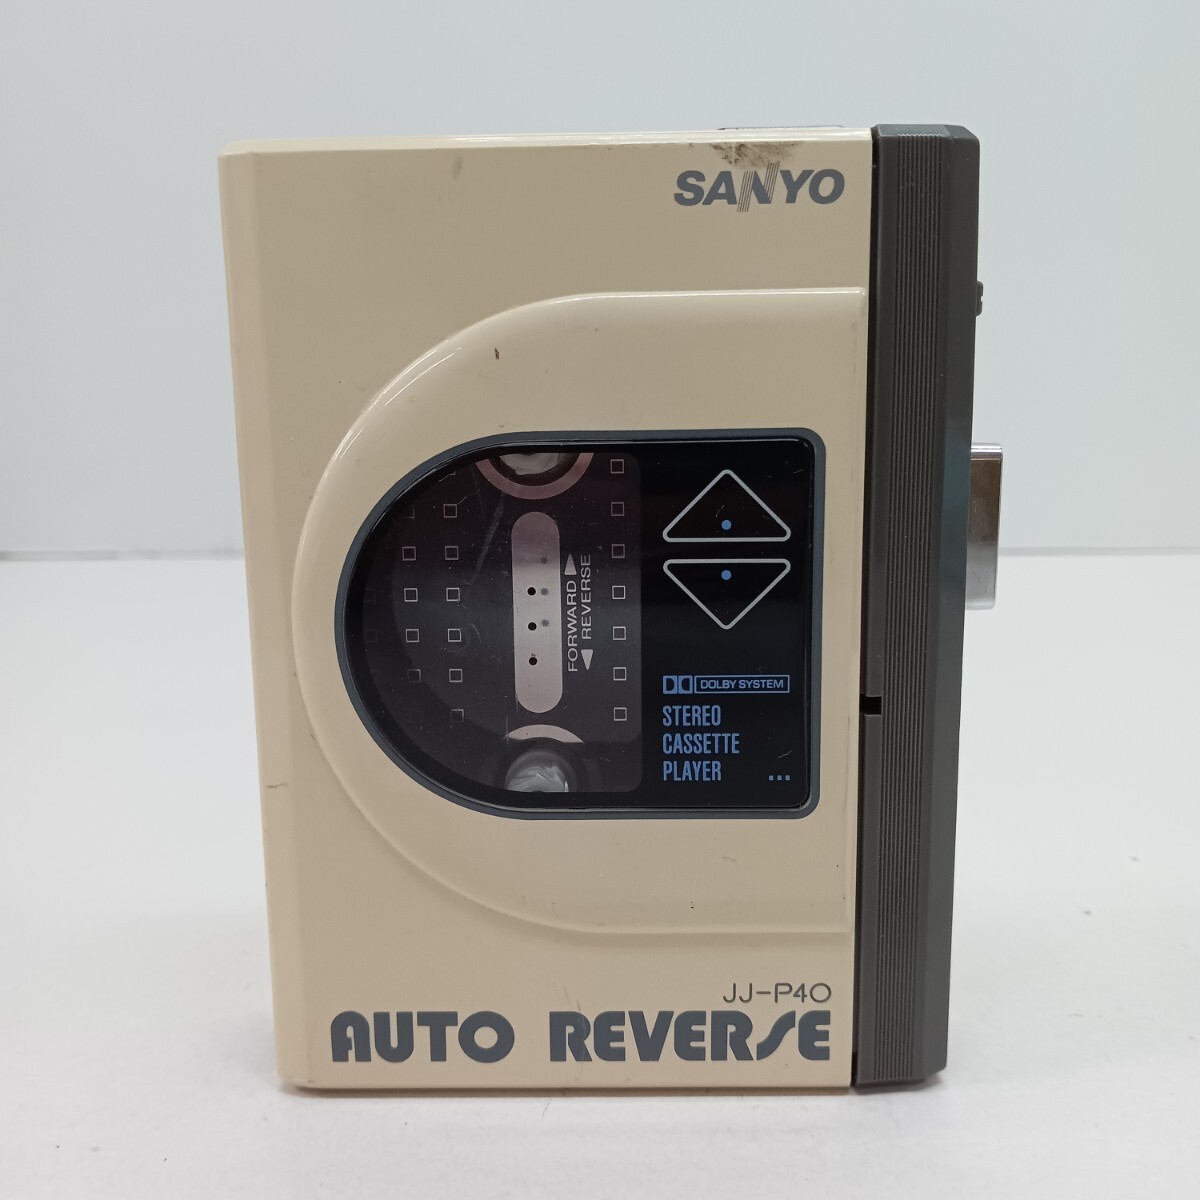 SANYO
FORWARD ▶
◀ REVERSE
DOLBY SYSTEM
STEREO
CASSETTE
PLAYER ...
JJ-P40
AUTO REVERSE